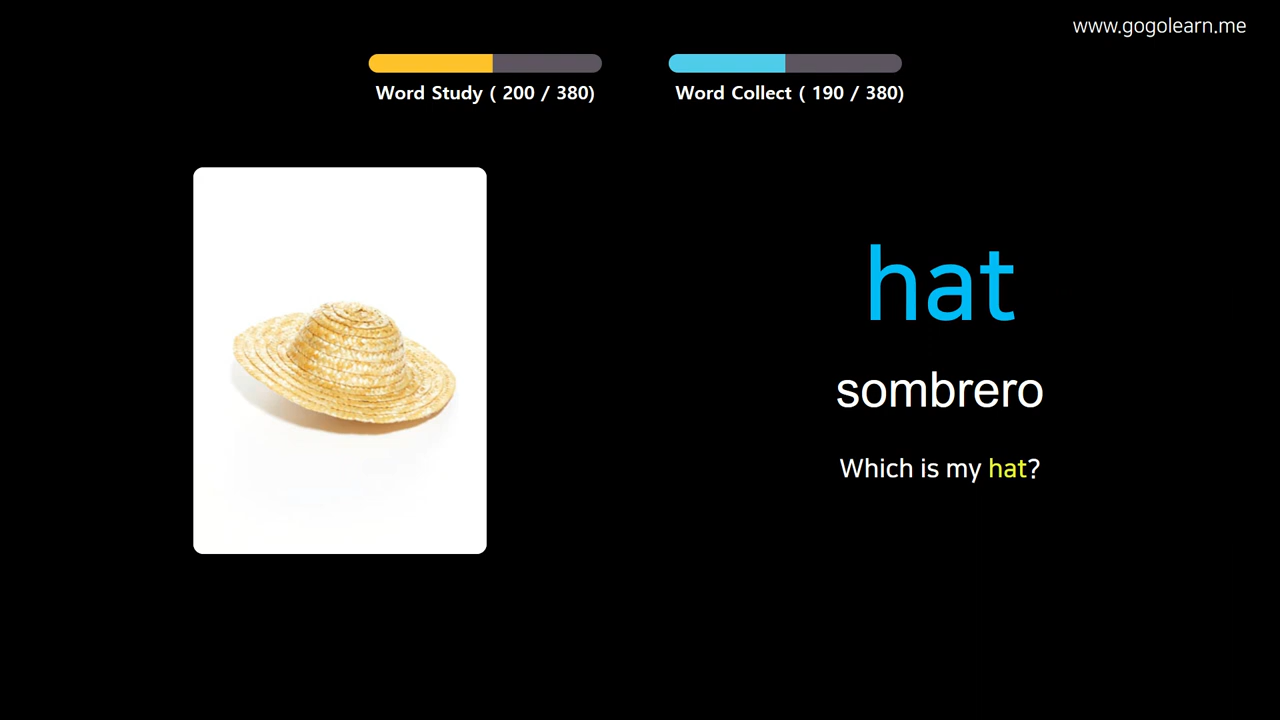 www.gogolearn.me
Word Study ( 200 / 380)
Word Collect ( 190 / 380)
hat
sombrero
Which is my hat?